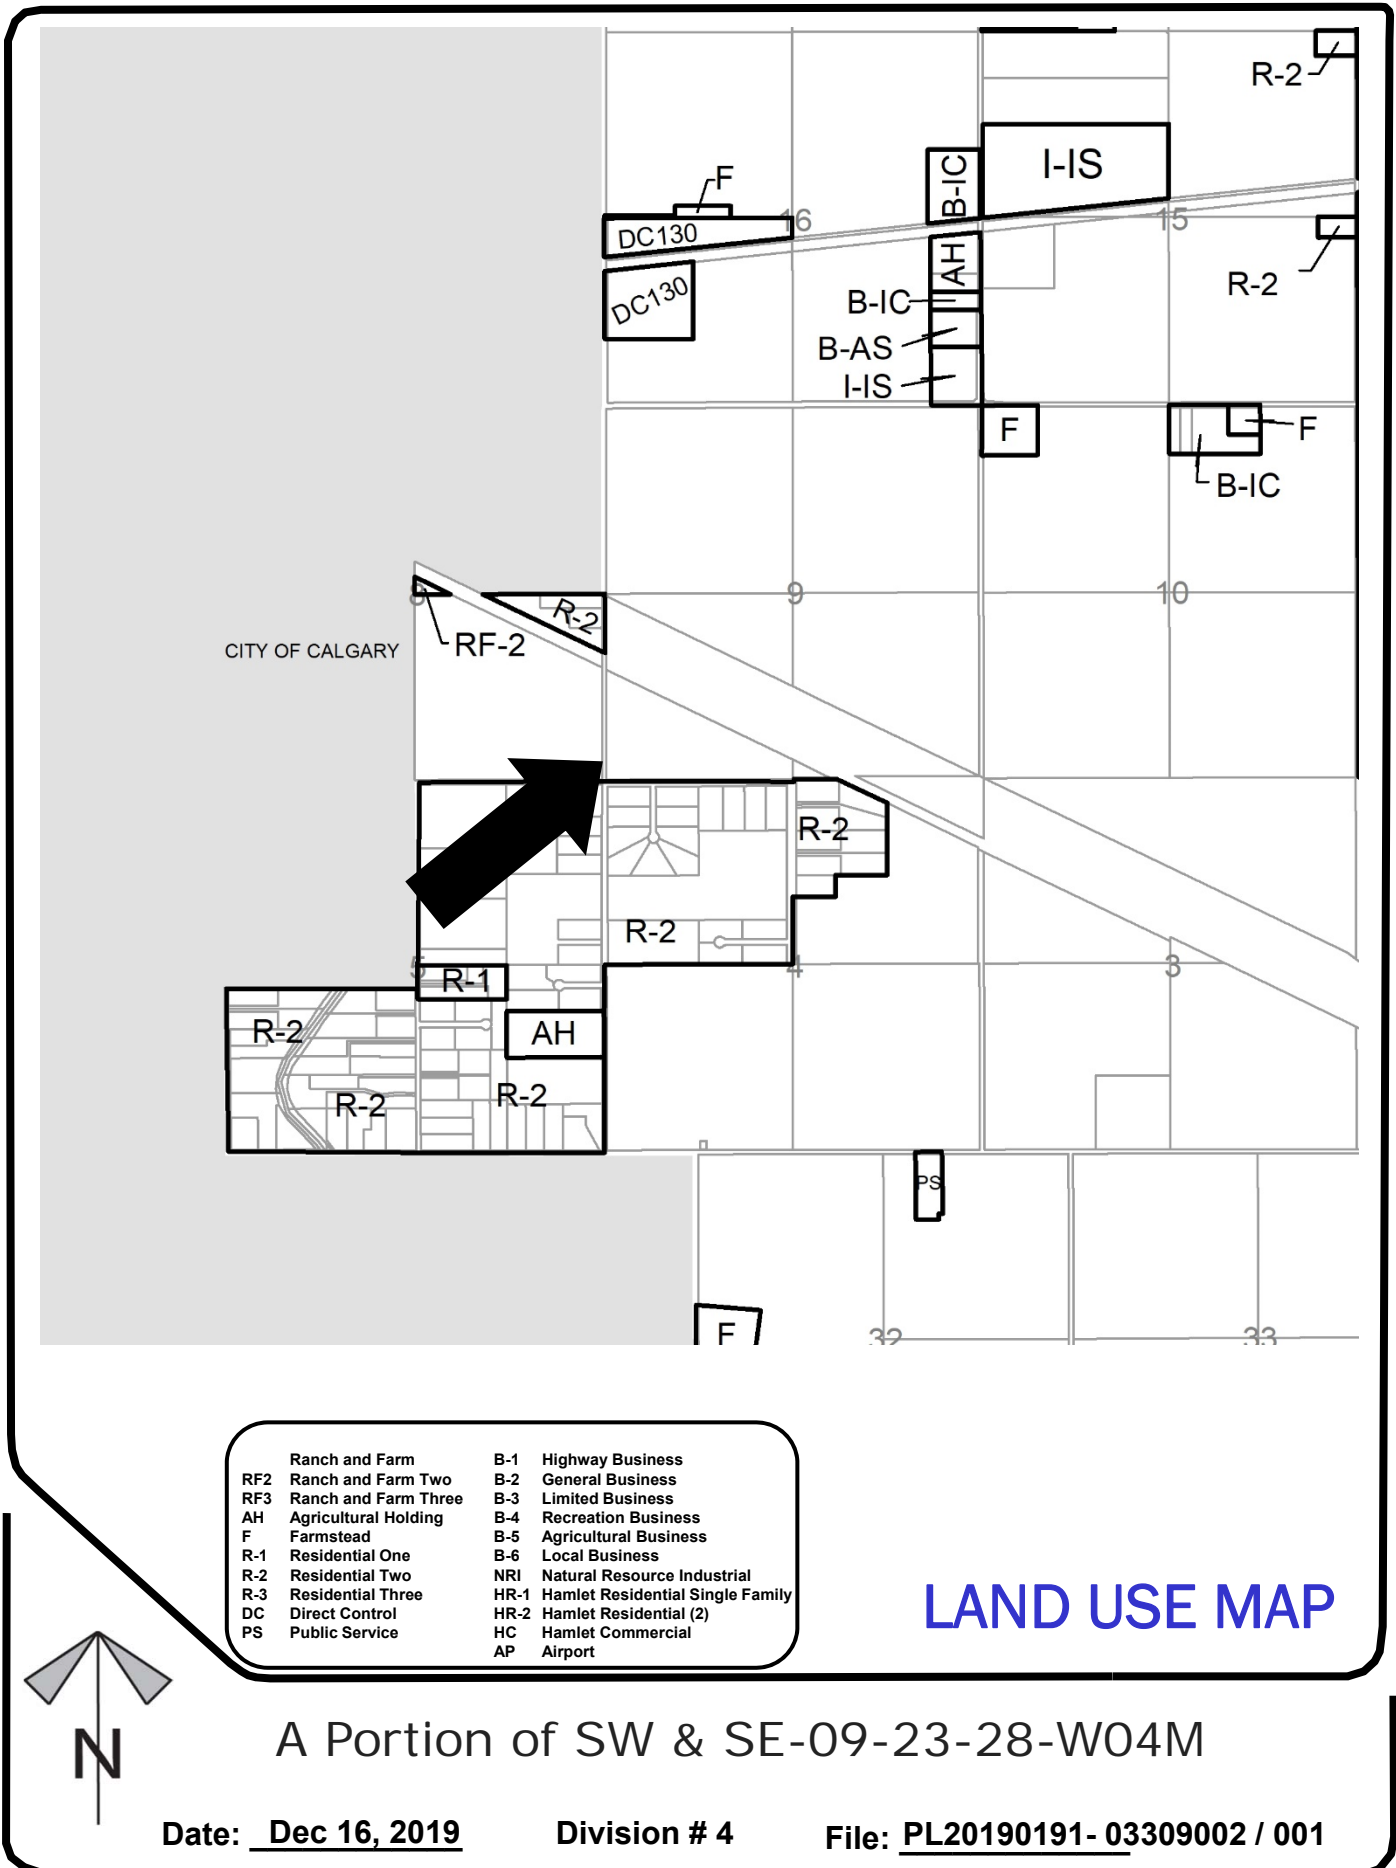 R-2
B-IC
I-IS
F
16
15
DC130
AH
R-2
DC130
B-IC
B-AS
I-IS
F
F
B-IC
8
R-2
9
10
RF-2
CITY OF CALGARY
R-2
R-2
5
R-1
4
3
R-2
AH
R-2
R-2
PS
F
32
33
Ranch and Farm
RF2 Ranch and Farm Two
RF3 Ranch and Farm Three
AH Agricultural Holding
F Farmstead
R-1 Residential One
R-2 Residential Two
R-3 Residential Three
DC Direct Control
PS Public Service
B-1 Highway Business
B-2 General Business
B-3 Limited Business
B-4 Recreation Business
B-5 Agricultural Business
B-6 Local Business
NRI Natural Resource Industrial
HR-1 Hamlet Residential Single Family
HR-2 Hamlet Residential (2)
HC Hamlet Commercial
AP Airport
LAND USE MAP
N
A Portion of SW & SE-09-23-28-W04M
Date: Dec 16, 2019 Division # 4 File: PL20190191- 03309002 / 001